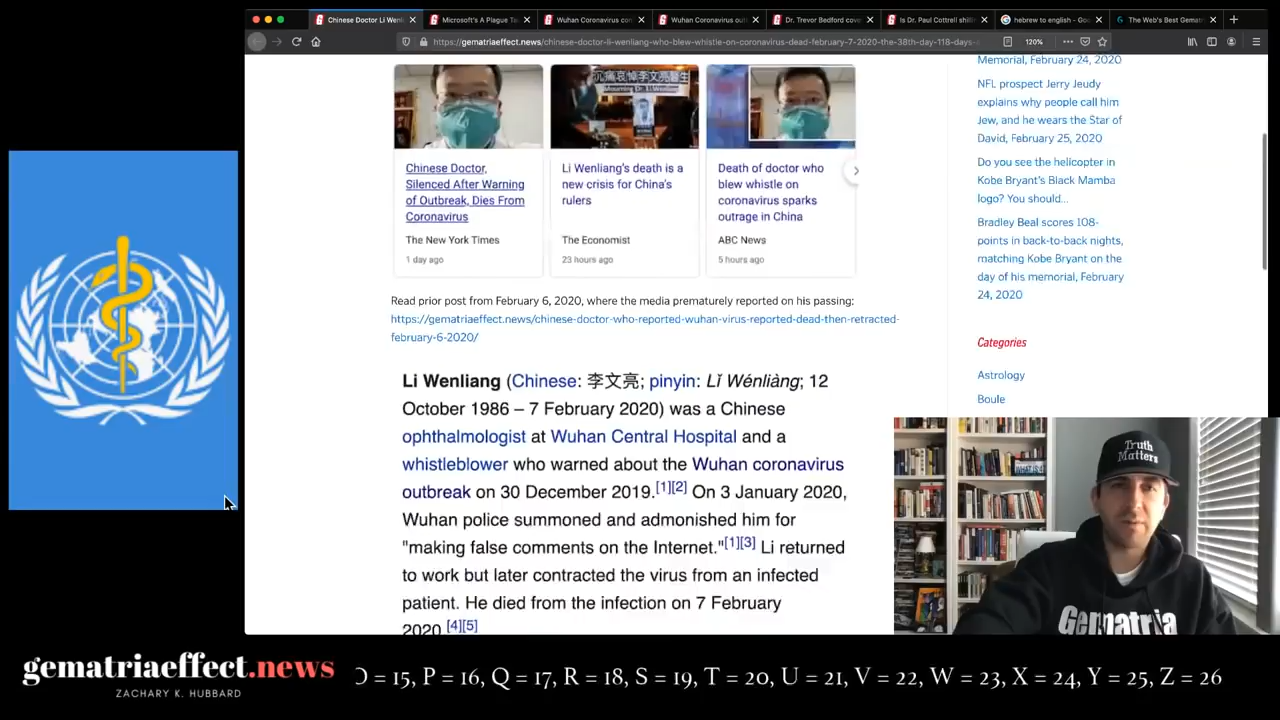 Chinese Doctor Li Wenli
Microsoft's A Plague Ta
Wuhan Coronavirus con
Wuhan Coronavirus out
Dr. Trevor Bedford cove
Is Dr. Paul Cottrell shill
hebrew to english - Goo
The Web's Best Gemat
https://gematriaeffect.news/chinese-doctor-li-wenliang-who-blew-whistle-on-coronavirus-dead-february-7-2020-the-38th-day-118-days-
120%
Chinese Doctor,
Silenced After Warning
of Outbreak, Dies From
Coronavirus
The New York Times
1 day ago
沉痛哀悼李文亮醫生
Mourning Dr. Li Wenliang
Li Wenliang's death is a
new crisis for China's
rulers
The Economist
23 hours ago
Death of doctor who
blew whistle on
coronavirus sparks
outrage in China
ABC News
5 hours ago
Read prior post from February 6, 2020, where the media prematurely reported on his passing:
https://gematriaeffect.news/chinese-doctor-who-reported-wuhan-virus-reported-dead-then-retracted-
february-6-2020/
Li Wenliang (Chinese: 李文亮; pinyin: Lǐ Wénliàng; 12
October 1986 – 7 February 2020) was a Chinese
ophthalmologist at Wuhan Central Hospital and a
whistleblower who warned about the Wuhan coronavirus
outbreak on 30 December 2019.[1][2] On 3 January 2020,
Wuhan police summoned and admonished him for
"making false comments on the Internet."[1][3] Li returned
to work but later contracted the virus from an infected
patient. He died from the infection on 7 February
2020.[4][5]
Memorial, February 24, 2020
NFL prospect Jerry Jeudy
explains why people call him
Jew, and he wears the Star of
David, February 25, 2020
Do you see the helicopter in
Kobe Bryant's Black Mamba
logo? You should...
Bradley Beal scores 108-
points in back-to-back nights,
matching Kobe Bryant on the
day of his memorial, February
24, 2020
Categories
Astrology
Boule
Truth
Matters
Gematria
gematriaeffect.news
ZACHARY K. HUBBARD
O = 15, P = 16, Q = 17, R = 18, S = 19, T = 20, U = 21, V = 22, W = 23, X = 24, Y = 25, Z = 26